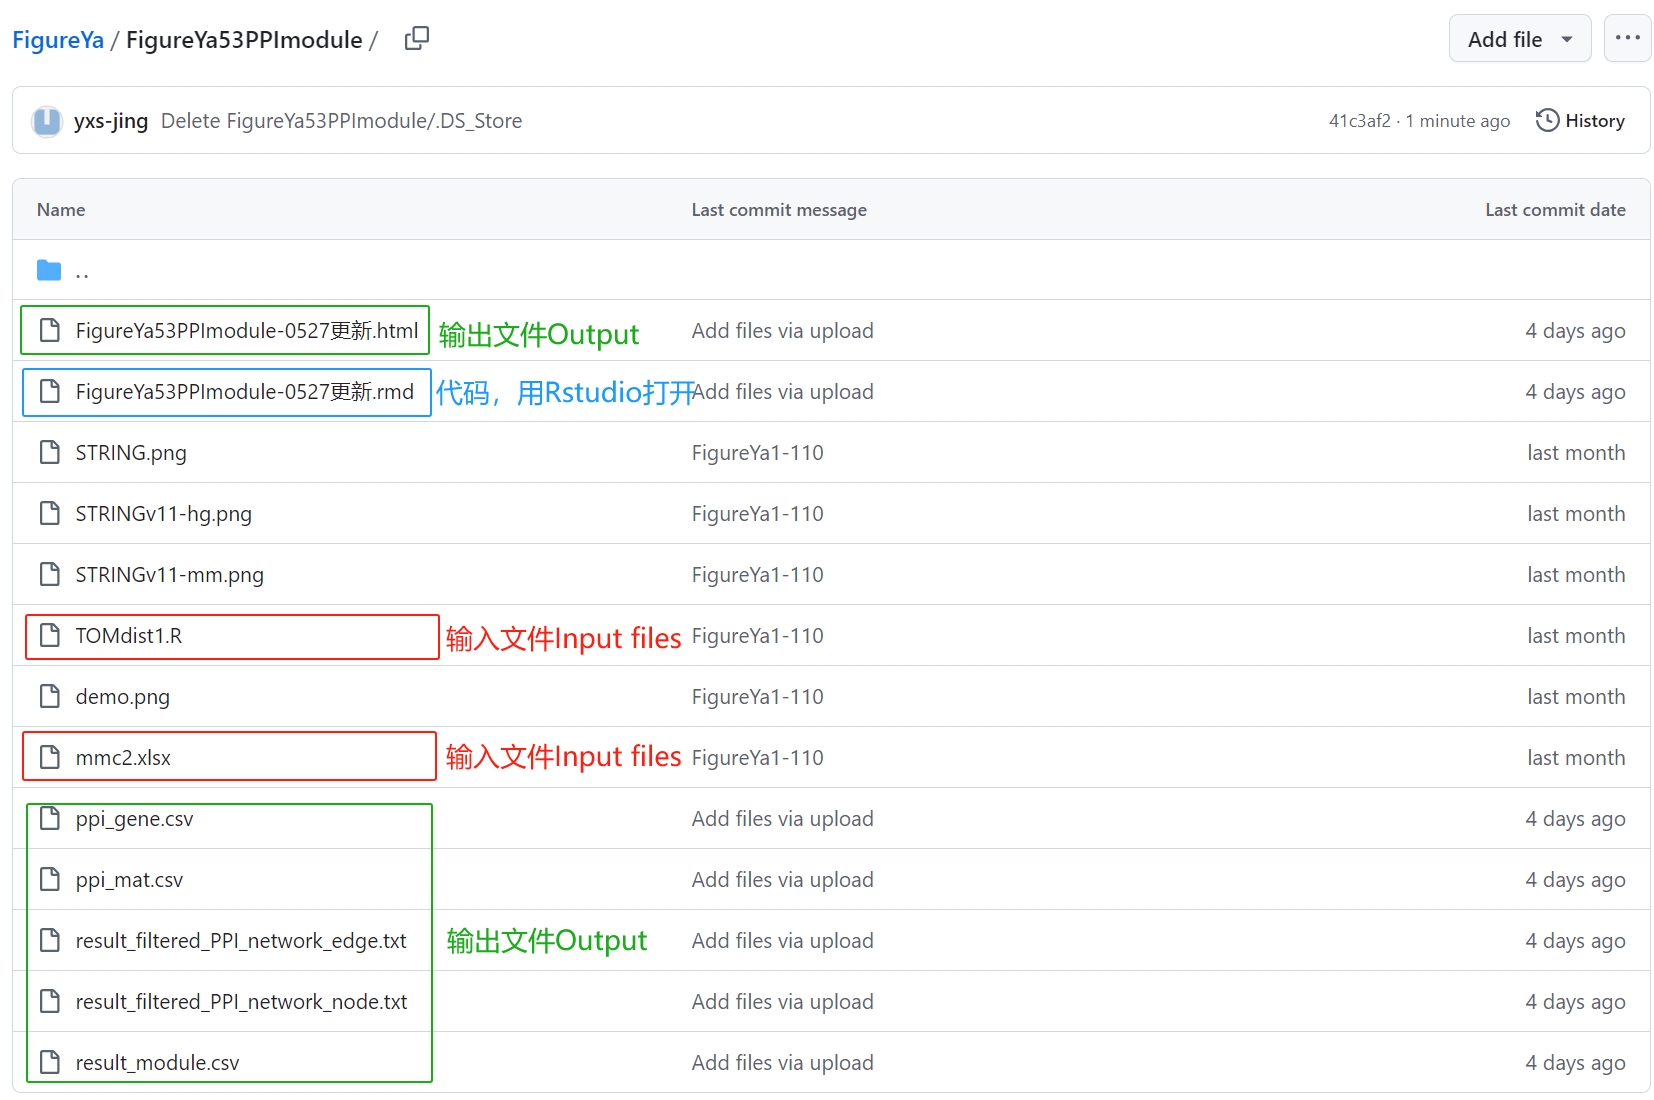 FigureYa / FigureYa53PPImodule /
Add file
yxs-jing Delete FigureYa53PPImodule/.DS_Store 41c3af2 · 1 minute ago History
Name Last commit message Last commit date
..
FigureYa53PPImodule-0527更新.html 输出文件Output Add files via upload 4 days ago
FigureYa53PPImodule-0527更新.rmd 代码，用Rstudio打开 Add files via upload 4 days ago
STRING.png FigureYa1-110 last month
STRINGv11-hg.png FigureYa1-110 last month
STRINGv11-mm.png FigureYa1-110 last month
TOMdist1.R 输入文件Input files FigureYa1-110 last month
demo.png FigureYa1-110 last month
mmc2.xlsx 输入文件Input files FigureYa1-110 last month
ppi_gene.csv Add files via upload 4 days ago
ppi_mat.csv Add files via upload 4 days ago
result_filtered_PPI_network_edge.txt 输出文件Output Add files via upload 4 days ago
result_filtered_PPI_network_node.txt Add files via upload 4 days ago
result_module.csv Add files via upload 4 days ago